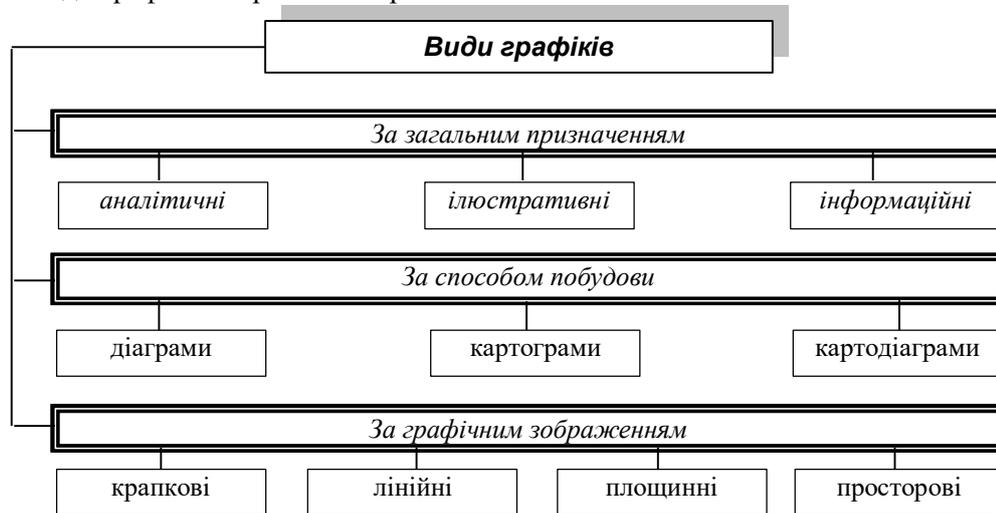 Види графіків
За загальним призначенням
аналітичні ілюстративні інформаційні
За способом побудови
діаграми картограми картодіаграми
За графічним зображенням
крапкові лінійні площинні просторові